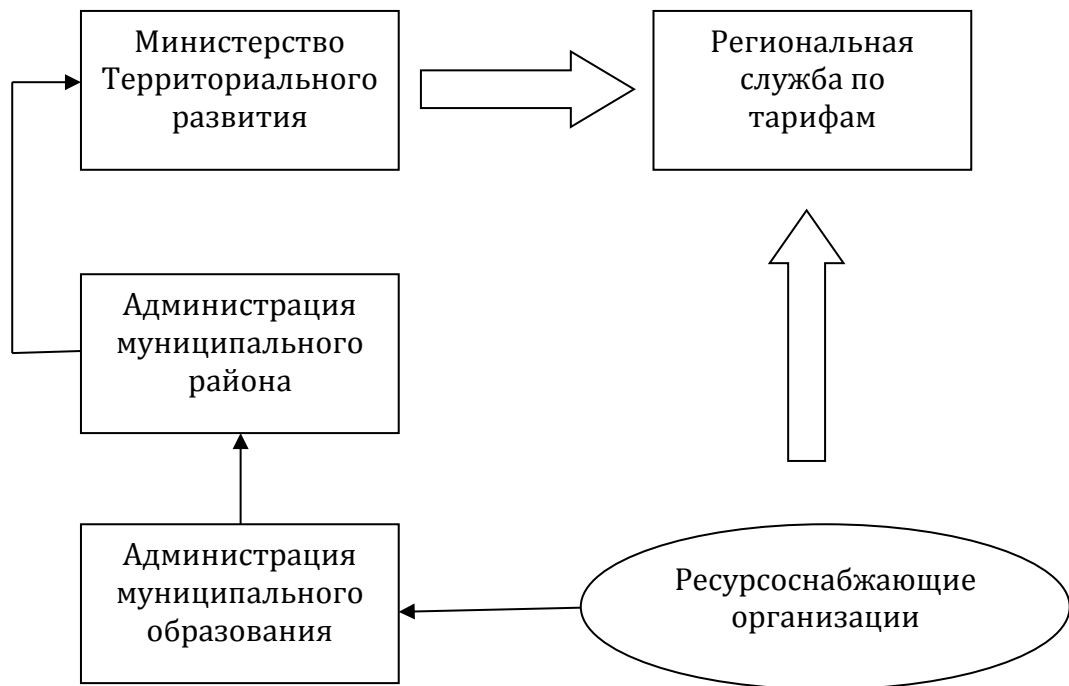 Министерство
Территориального
развития
Региональная
служба по
тарифам
Администрация
муниципального
района
Администрация
муниципального
образования
Ресурсоснабжающие
организации